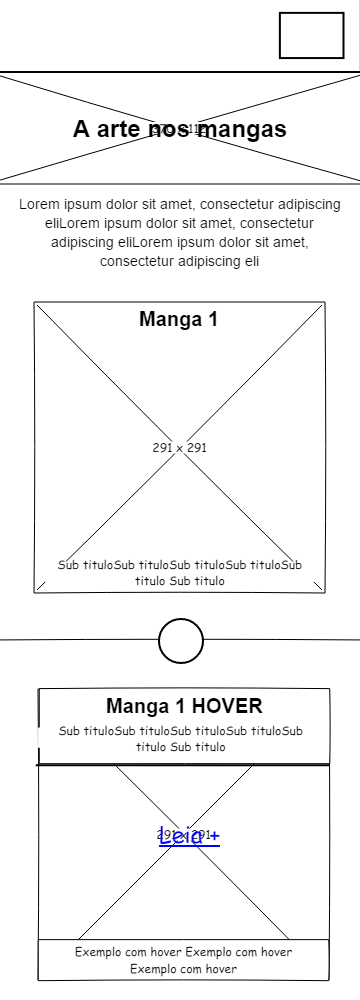 A arte nos mangas
Lorem ipsum dolor sit amet, consectetur adipiscing
eliLorem ipsum dolor sit amet, consectetur
adipiscing eliLorem ipsum dolor sit amet,
consectetur adipiscing eli
Manga 1
291 x 291
Sub tituloSub tituloSub tituloSub tituloSub
titulo Sub titulo
Manga 1 HOVER
Sub tituloSub tituloSub tituloSub tituloSub
titulo Sub titulo
291 x 291
Leia +
Exemplo com hover Exemplo com hover
Exemplo com hover